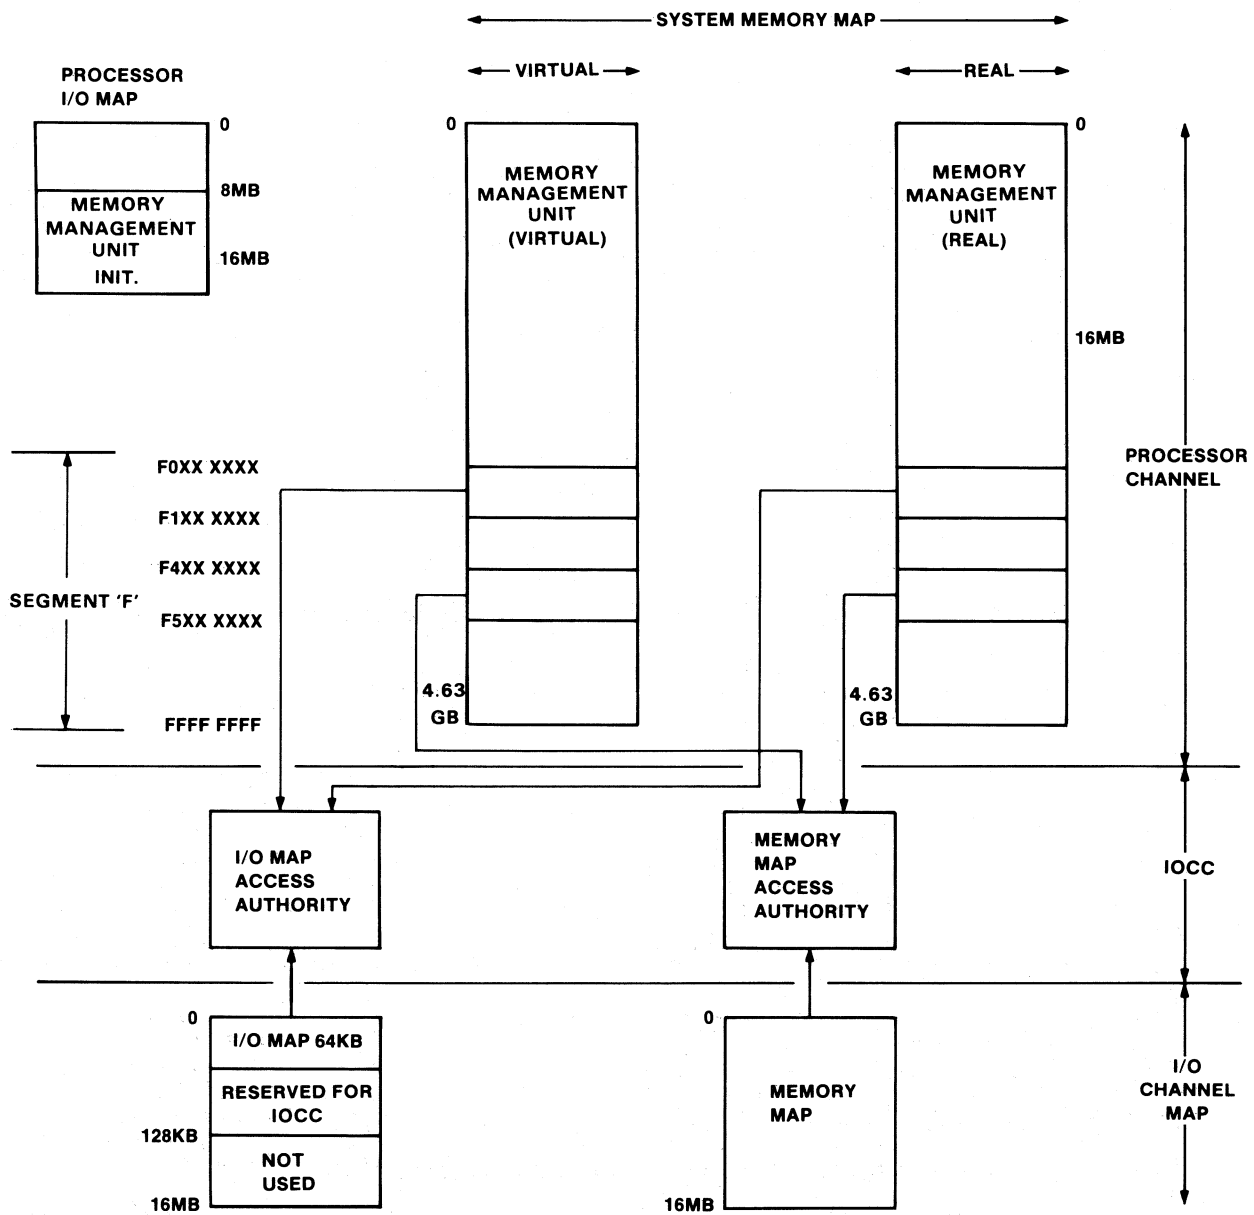 SYSTEM MEMORY MAP
VIRTUAL
REAL
PROCESSOR
I/O MAP
0
8MB
MEMORY
MANAGEMENT
UNIT
INIT.
16MB
0
MEMORY
MANAGEMENT
UNIT
(VIRTUAL)
0
MEMORY
MANAGEMENT
UNIT
(REAL)
16MB
PROCESSOR
CHANNEL
F0XX XXXX
F1XX XXXX
F4XX XXXX
SEGMENT 'F'
F5XX XXXX
FFFF FFFF
4.63
GB
4.63
GB
I/O MAP
ACCESS
AUTHORITY
MEMORY
MAP
ACCESS
AUTHORITY
IOCC
0
I/O MAP 64KB
RESERVED FOR
IOCC
128KB
NOT
USED
16MB
0
MEMORY
MAP
16MB
I/O
CHANNEL
MAP